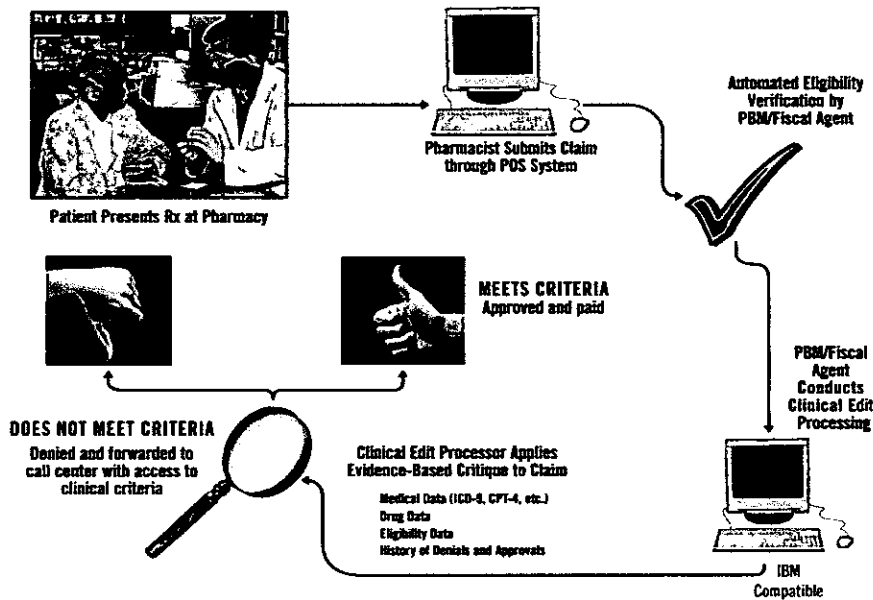 Patient Presents Rx at Pharmacy
Pharmacist Submits Claim
through POS System
Automated Eligibility
Verification by
PBM/Fiscal Agent
PBM/Fiscal
Agent
Conducts
Clinical Edit
Processing
IBM
Compatible
Clinical Edit Processor Applies
Evidence-Based Critique to Claim
Medical Data (ICD-9, CPT-4, etc.)
Drug Data
Eligibility Data
History of Denials and Approvals
MEETS CRITERIA
Approved and paid
DOES NOT MEET CRITERIA
Denied and forwarded to
call center with access to
clinical criteria